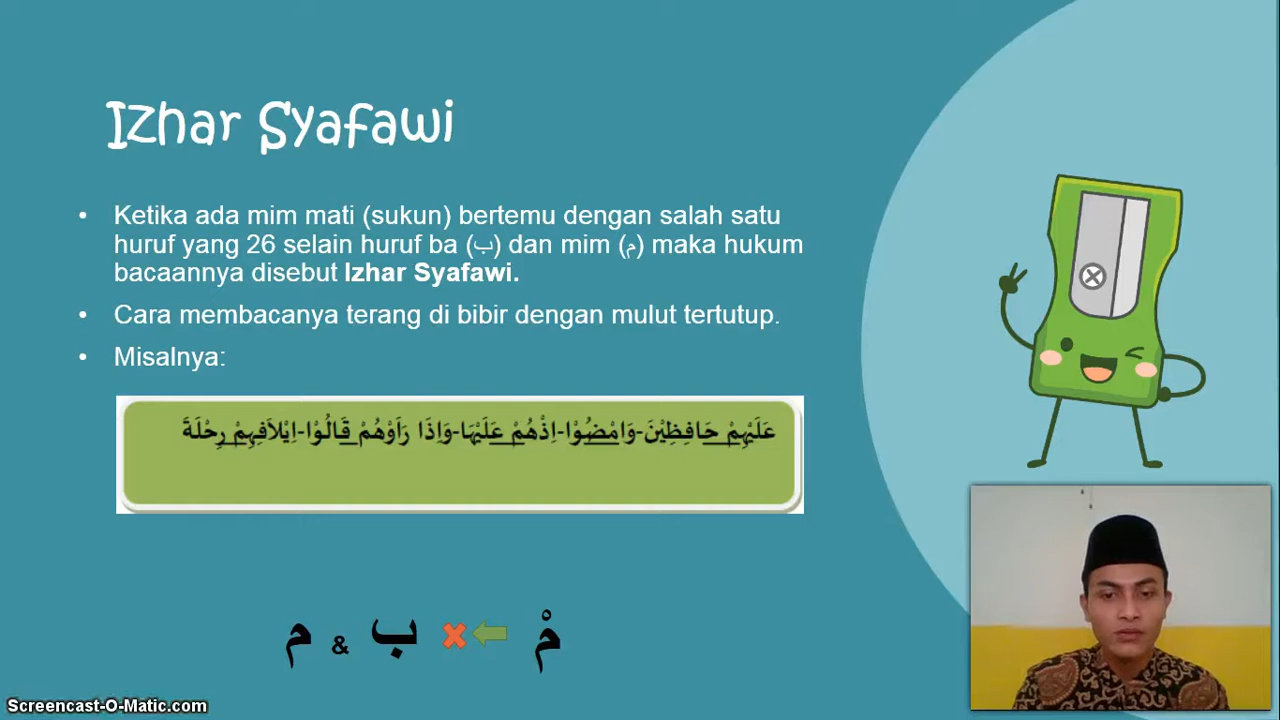 Izhar Syafawi
• Ketika ada mim mati (sukun) bertemu dengan salah satu
huruf yang 26 selain huruf ba (ب) dan mim (م) maka hukum
bacaannya disebut Izhar Syafawi.
• Cara membacanya terang di bibir dengan mulut tertutup.
• Misalnya:
عَلَيْهِمْ حَافِظِيْنَ-وَامْضُوْا-اِذْهُمْ عَلَيْهَا-وَاِذَا رَاَوْهُمْ قَالُوْا-اِيْلاَفِهِمْ رِحْلَةَ
مْ ⬅ ✖ ب & م
Screencast-O-Matic.com